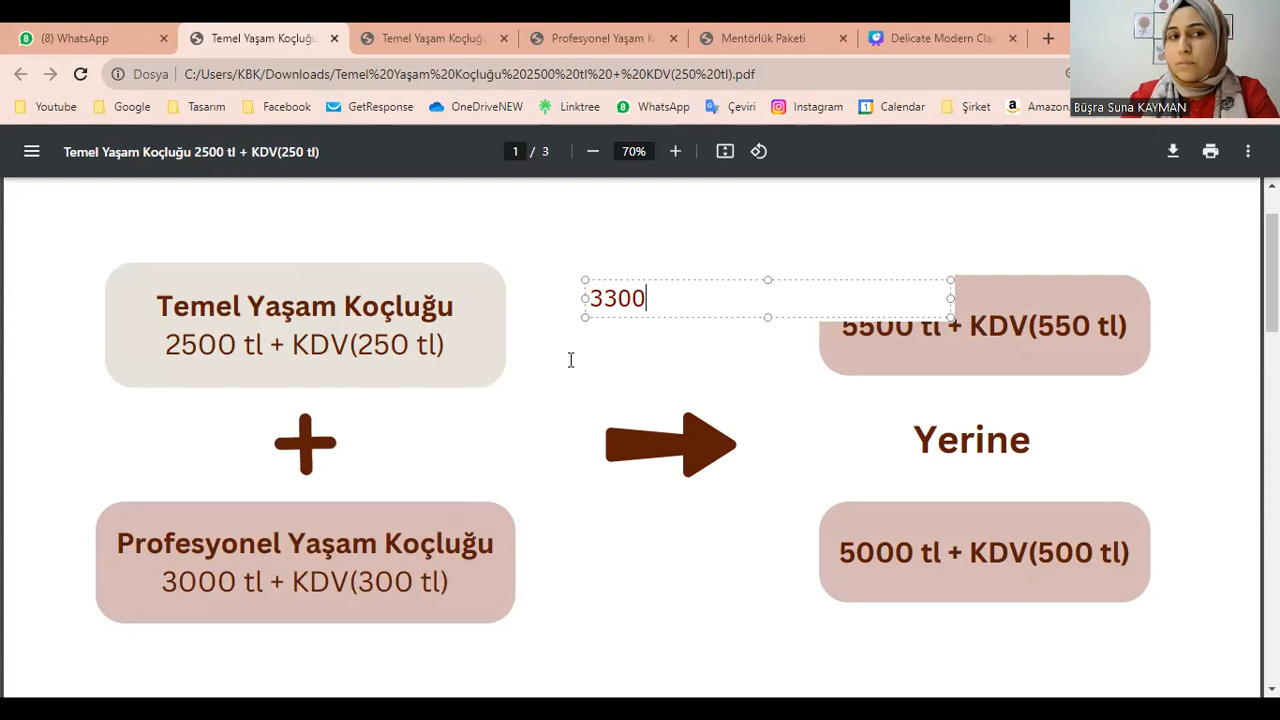 (8) WhatsApp
Temel Yaşam Koçluğu
Temel Yaşam Koçluğu
Profesyonel Yaşam K
Mentörlük Paketi
Delicate Modern Cla
Dosya
C:/Users/KBK/Downloads/Temel%20Yaşam%20Koçluğu%202500%20tl%20+%20KDV(250%20tl).pdf
Youtube
Google
Tasarım
Facebook
GetResponse
OneDriveNEW
Linktree
WhatsApp
Çeviri
Instagram
Calendar
Şirket
Amazon
Büşra Suna KAYMAN
Temel Yaşam Koçluğu 2500 tl + KDV(250 tl)
1 / 3
70%
Temel Yaşam Koçluğu
2500 tl + KDV(250 tl)
3300
5500 tl + KDV(550 tl)
Yerine
Profesyonel Yaşam Koçluğu
3000 tl + KDV(300 tl)
5000 tl + KDV(500 tl)